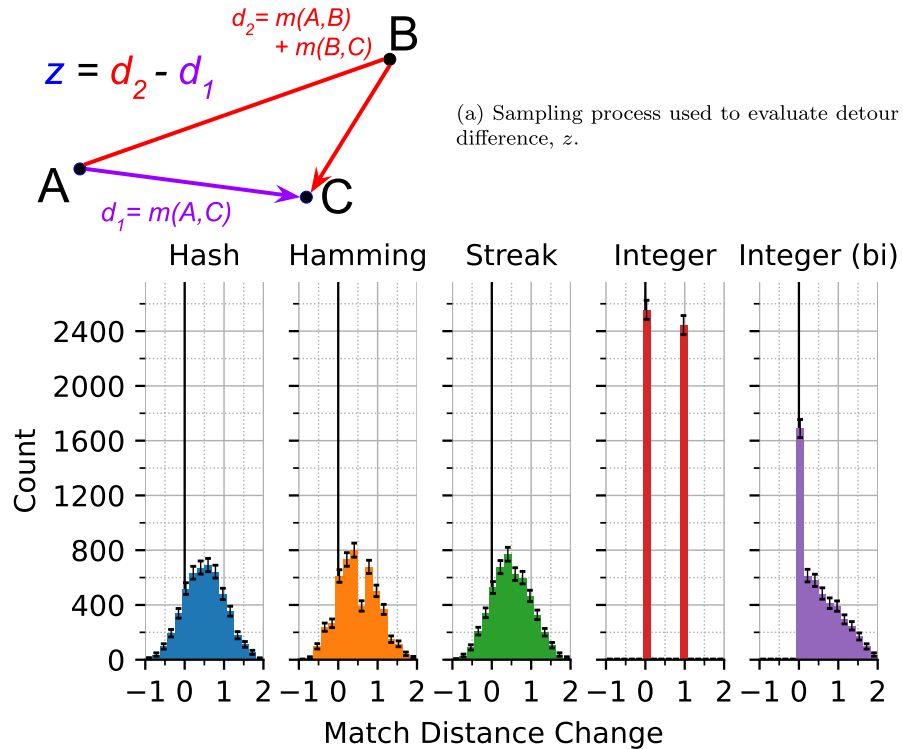 d2= m(A,B)
+ m(B,C)
B
z = d2 - d1
(a) Sampling process used to evaluate detour
difference, z.
A
C
d1= m(A,C)
Hash Hamming Streak Integer Integer (bi)
2400
2000
1600
1200
800
400
0
Count
−1 0 1 2 −1 0 1 2 −1 0 1 2 −1 0 1 2 −1 0 1 2
Match Distance Change